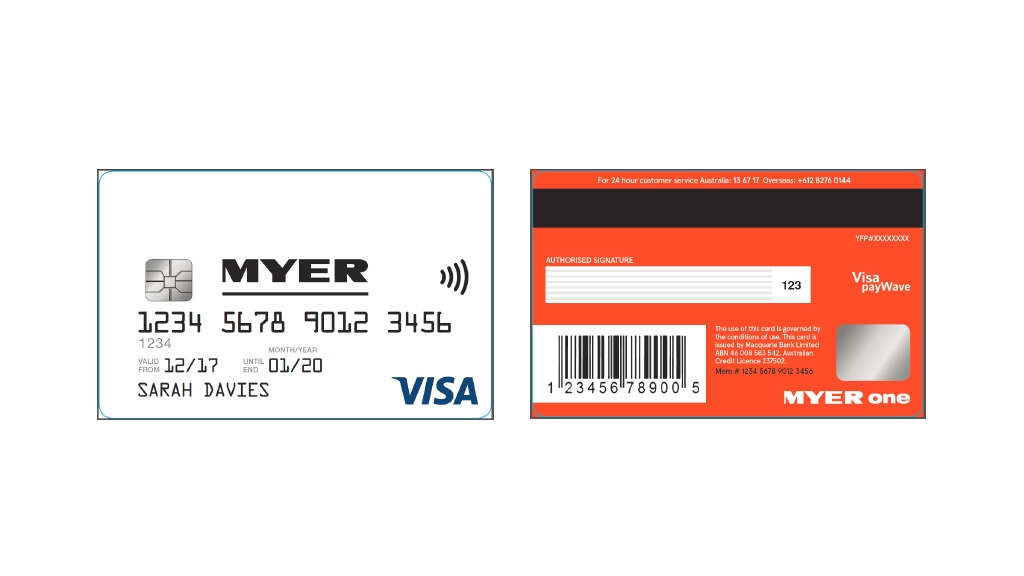 MYER
1234 5678 9012 3456
1234
MONTH/YEAR
VALID FROM 12/17 UNTIL END 01/20
SARAH DAVIES
VISA
For 24 hour customer service Australia: 13 67 17 Overseas: +612 8276 0144
YFP#XXXXXXXX
AUTHORISED SIGNATURE
123
Visa
payWave
The use of this card is governed by
the conditions of use. This card is
issued by Macquarie Bank Limited
ABN 46 008 583 542. Australian
Credit Licence 237502.
Mem # 1234 5678 9012 3456
1 23456 78900 5
MYER one